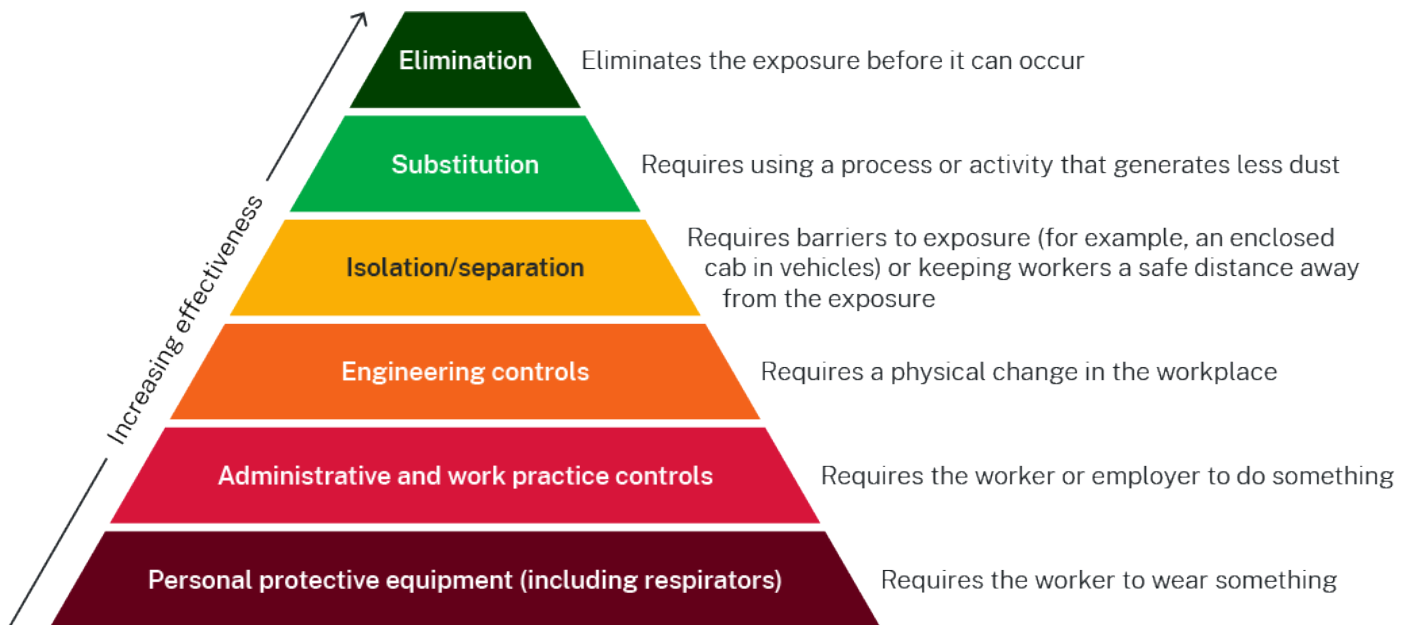 Elimination
Eliminates the exposure before it can occur
Substitution
Requires using a process or activity that generates less dust
Isolation/separation
Requires barriers to exposure (for example, an enclosed
cab in vehicles) or keeping workers a safe distance away
from the exposure
Engineering controls
Requires a physical change in the workplace
Administrative and work practice controls
Requires the worker or employer to do something
Personal protective equipment (including respirators)
Requires the worker to wear something
Increasing effectiveness